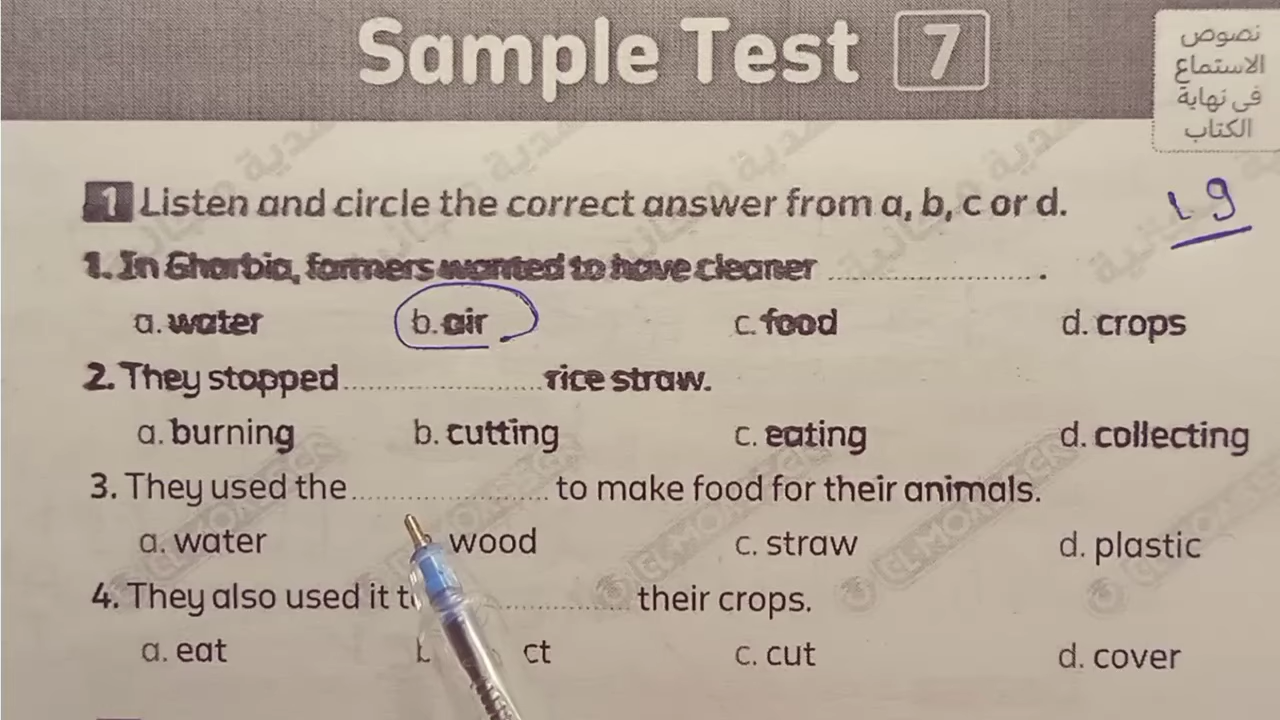 Sample Test 7
نصوص
الاستماع
فى نهاية
الكتاب
1 Listen and circle the correct answer from a, b, c or d.
19
1. In Gharbia, farmers wanted to have cleaner .............................. .
a. water b. air c. food d. crops
2. They stopped .............................. rice straw.
a. burning b. cutting c. eating d. collecting
3. They used the .............................. to make food for their animals.
a. water wood c. straw d. plastic
4. They also used it .................... their crops.
a. eat ct c. cut d. cover